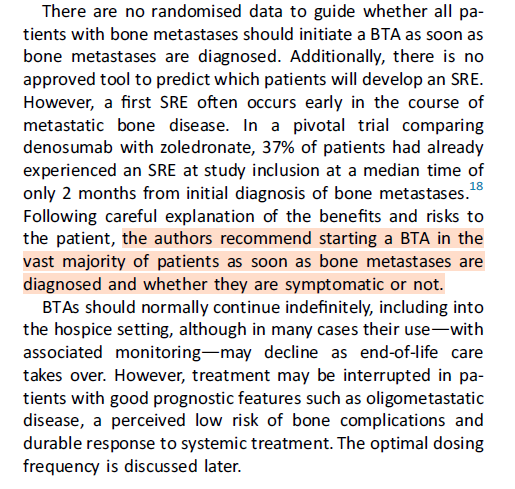 There are no randomised data to guide whether all pa-
tients with bone metastases should initiate a BTA as soon as
bone metastases are diagnosed. Additionally, there is no
approved tool to predict which patients will develop an SRE.
However, a first SRE often occurs early in the course of
metastatic bone disease. In a pivotal trial comparing
denosumab with zoledronate, 37% of patients had already
experienced an SRE at study inclusion at a median time of
only 2 months from initial diagnosis of bone metastases.18
Following careful explanation of the benefits and risks to
the patient, the authors recommend starting a BTA in the
vast majority of patients as soon as bone metastases are
diagnosed and whether they are symptomatic or not.
BTAs should normally continue indefinitely, including into
the hospice setting, although in many cases their use—with
associated monitoring—may decline as end-of-life care
takes over. However, treatment may be interrupted in pa-
tients with good prognostic features such as oligometastatic
disease, a perceived low risk of bone complications and
durable response to systemic treatment. The optimal dosing
frequency is discussed later.